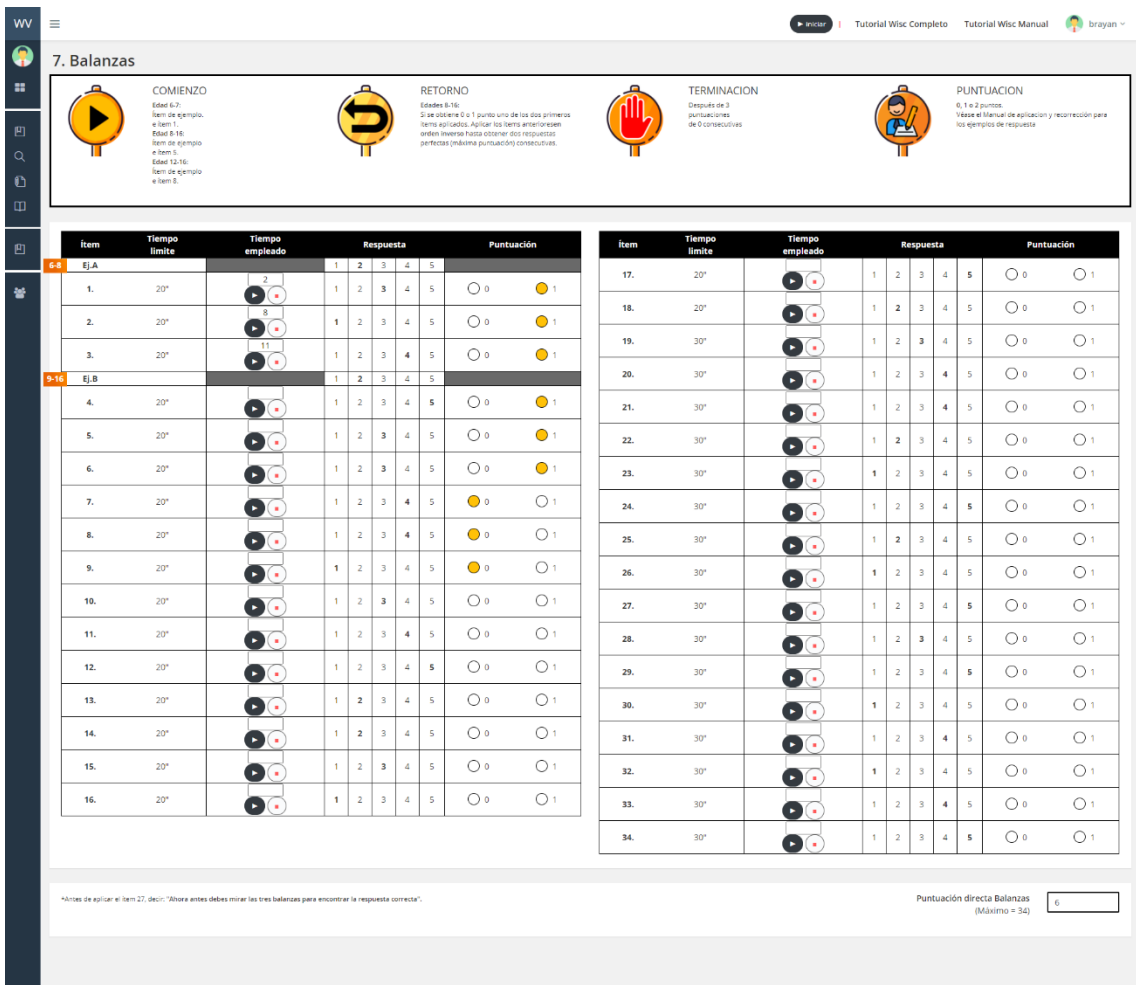 WV
Iniciar | Tutorial Wisc Completo Tutorial Wisc Manual brayan
7. Balanzas
COMIENZO
Edad 6-7:
Ítem de ejemplo.
e ítem 1.
Edad 8-16:
Ítem de ejemplo
e ítem 5.
Edad 12-16:
Ítem de ejemplo
e ítem 8.
RETORNO
Edades 8-16:
Si se obtiene 0 o 1 punto uno de los dos primeros
ítems aplicados. Aplicar los ítems anterioresen
orden inverso hasta obtener dos respuestas
perfectas (máxima puntuación) consecutivas.
TERMINACION
Después de 3
puntuaciones
de 0 consecutivas
PUNTUACION
0, 1 o 2 puntos.
Véase el Manual de aplicacion y recorrección para
los ejemplos de respuesta
Ítem Tiempo limite Tiempo empleado Respuesta Puntuación
6-8 Ej.A 1 2 3 4 5
1. 20" 2 1 2 3 4 5 0 1
2. 20" 8 1 2 3 4 5 0 1
3. 20" 11 1 2 3 4 5 0 1
9-16 Ej.B 1 2 3 4 5
4. 20" 1 2 3 4 5 0 1
5. 20" 1 2 3 4 5 0 1
6. 20" 1 2 3 4 5 0 1
7. 20" 1 2 3 4 5 0 1
8. 20" 1 2 3 4 5 0 1
9. 20" 1 2 3 4 5 0 1
10. 20" 1 2 3 4 5 0 1
11. 20" 1 2 3 4 5 0 1
12. 20" 1 2 3 4 5 0 1
13. 20" 1 2 3 4 5 0 1
14. 20" 1 2 3 4 5 0 1
15. 20" 1 2 3 4 5 0 1
16. 20" 1 2 3 4 5 0 1
Ítem Tiempo limite Tiempo empleado Respuesta Puntuación
17. 20" 1 2 3 4 5 0 1
18. 20" 1 2 3 4 5 0 1
19. 30" 1 2 3 4 5 0 1
20. 30" 1 2 3 4 5 0 1
21. 30" 1 2 3 4 5 0 1
22. 30" 1 2 3 4 5 0 1
23. 30" 1 2 3 4 5 0 1
24. 30" 1 2 3 4 5 0 1
25. 30" 1 2 3 4 5 0 1
26. 30" 1 2 3 4 5 0 1
27. 30" 1 2 3 4 5 0 1
28. 30" 1 2 3 4 5 0 1
29. 30" 1 2 3 4 5 0 1
30. 30" 1 2 3 4 5 0 1
31. 30" 1 2 3 4 5 0 1
32. 30" 1 2 3 4 5 0 1
33. 30" 1 2 3 4 5 0 1
34. 30" 1 2 3 4 5 0 1
*Antes de aplicar el ítem 27, decir: "Ahora antes debes mirar las tres balanzas para encontrar la respuesta correcta".
Puntuación directa Balanzas 6
(Máximo = 34)